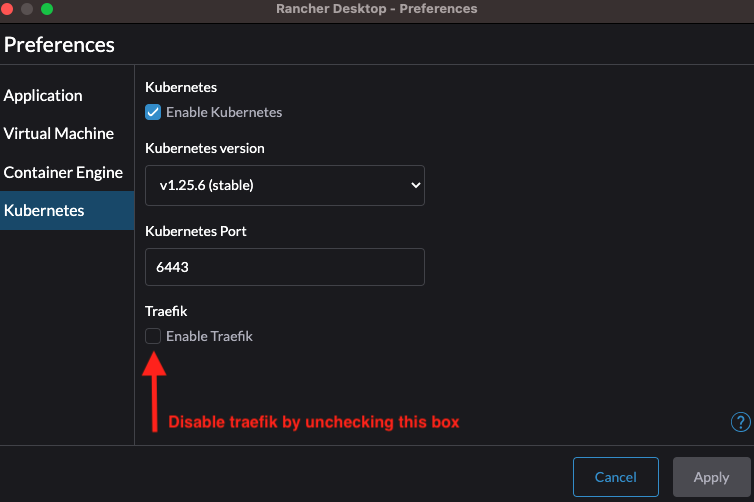 Rancher Desktop - Preferences
Preferences
Application
Virtual Machine
Container Engine
Kubernetes
Kubernetes
Enable Kubernetes
Kubernetes version
v1.25.6 (stable)
Kubernetes Port
6443
Traefik
Enable Traefik
Disable traefik by unchecking this box
?
Cancel
Apply